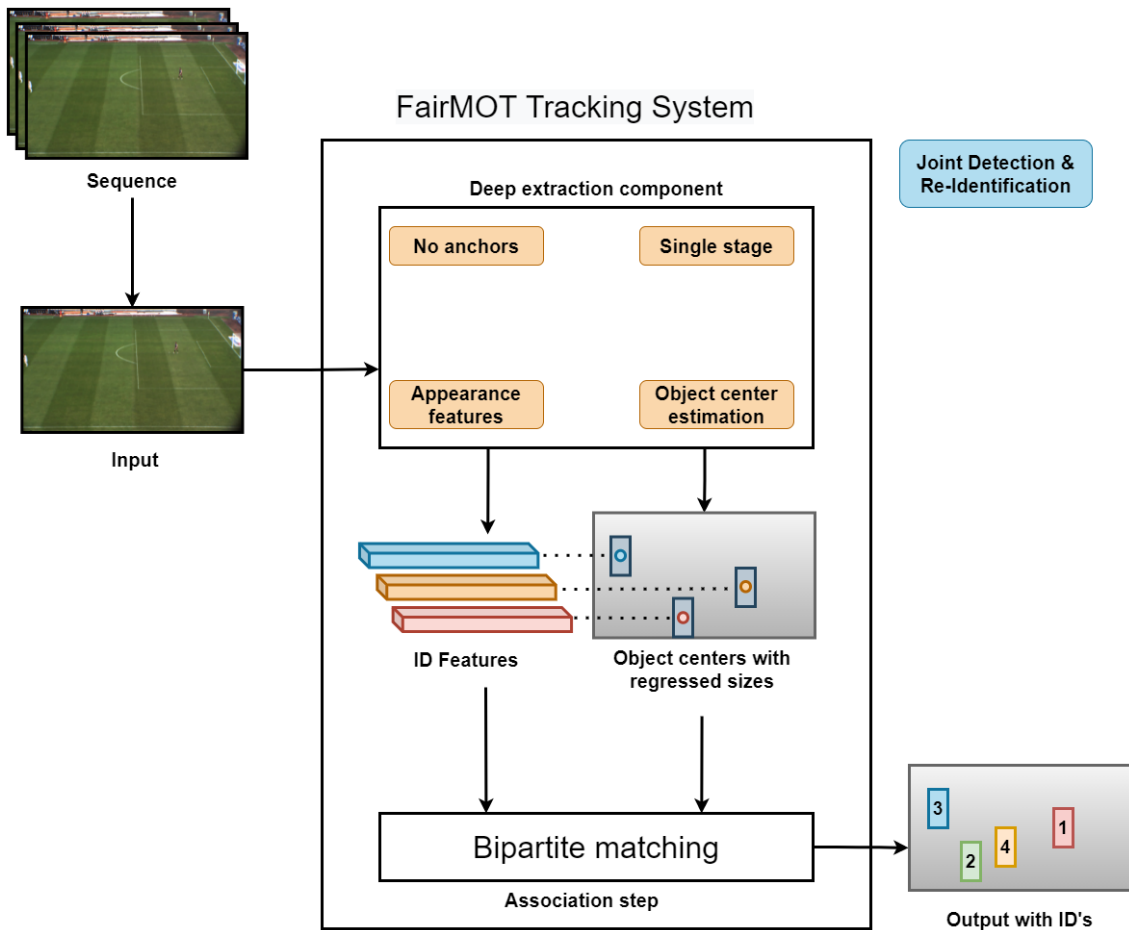 FairMOT Tracking System
Joint Detection &
Re-Identification
Sequence
Deep extraction component
No anchors
Single stage
Appearance
features
Object center
estimation
Input
ID Features
Object centers with
regressed sizes
Bipartite matching
Association step
3
1
4
2
Output with ID's